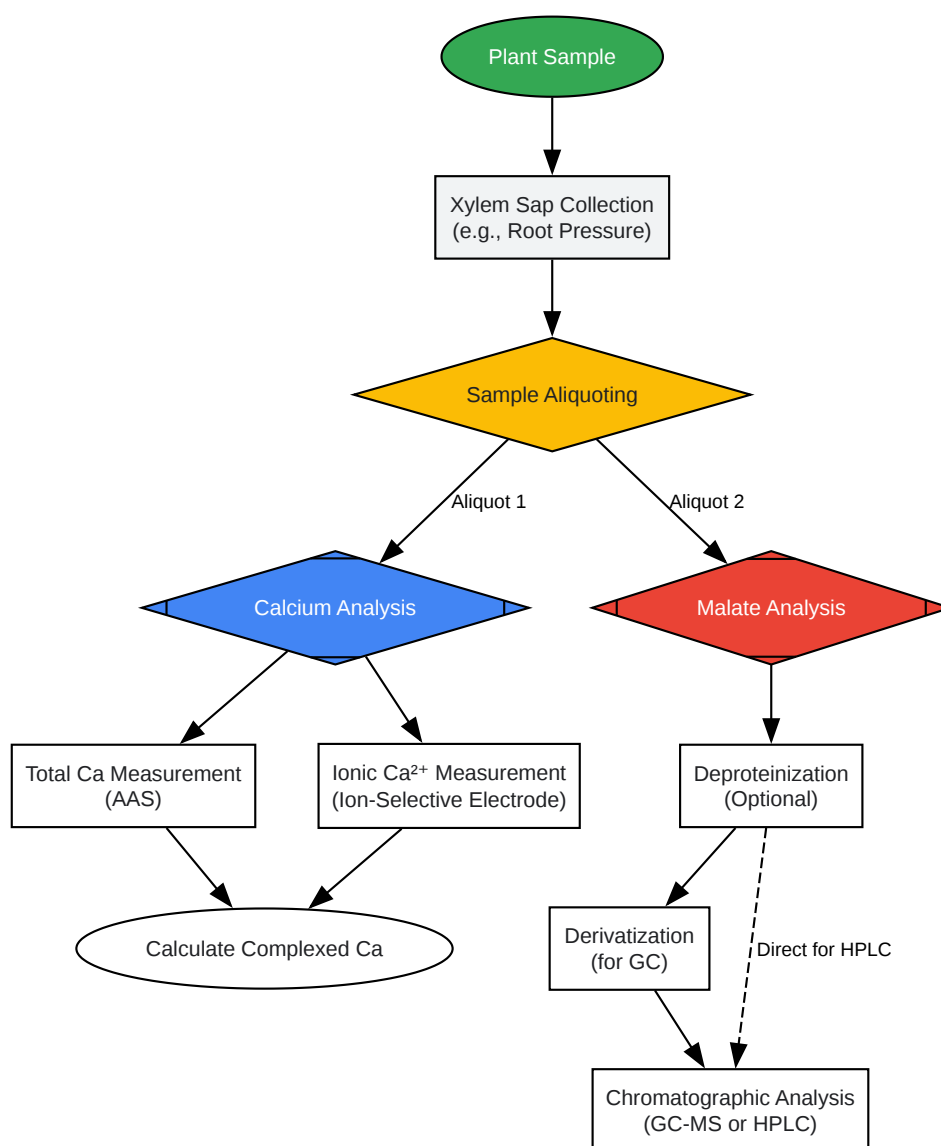 Plant Sample
Xylem Sap Collection
(e.g., Root Pressure)
Sample Aliquoting
Aliquot 1
Aliquot 2
Calcium Analysis
Malate Analysis
Total Ca Measurement
(AAS)
Ionic Ca²⁺ Measurement
(Ion-Selective Electrode)
Deproteinization
(Optional)
Calculate Complexed Ca
Derivatization
(for GC)
Direct for HPLC
Chromatographic Analysis
(GC-MS or HPLC)